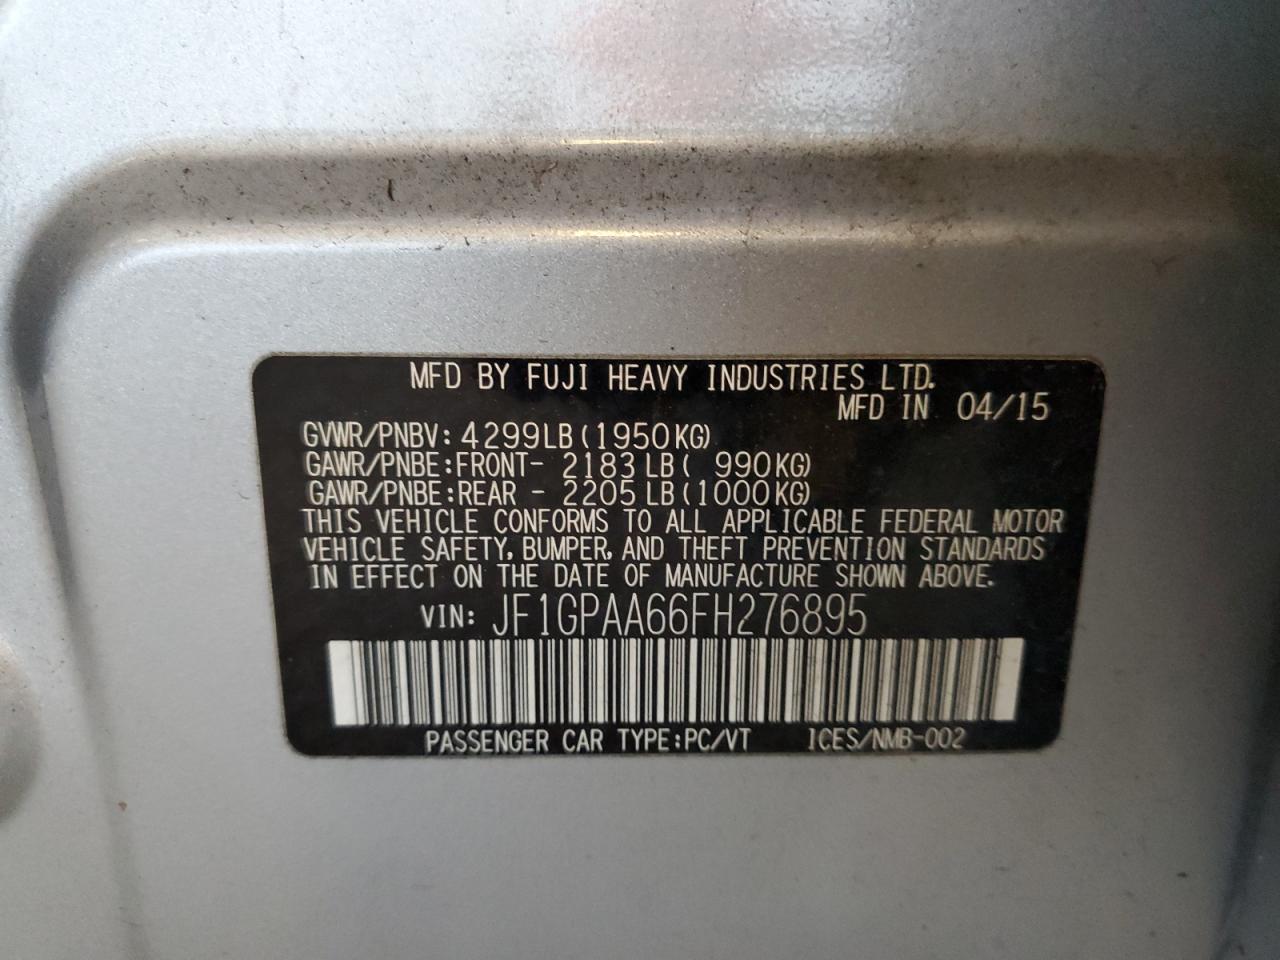 MFD BY FUJI HEAVY INDUSTRIES LTD.
MFD IN 04/15
GVWR/PNBV: 4299LB(1950KG)
GAWR/PNBE:FRONT- 2183LB( 990KG)
GAWR/PNBE:REAR - 2205LB(1000KG)
THIS VEHICLE CONFORMS TO ALL APPLICABLE FEDERAL MOTOR
VEHICLE SAFETY, BUMPER, AND THEFT PREVENTION STANDARDS
IN EFFECT ON THE DATE OF MANUFACTURE SHOWN ABOVE.
VIN: JF1GPAA66FH276895
PASSENGER CAR TYPE:PC/VT ICES/NMB-002